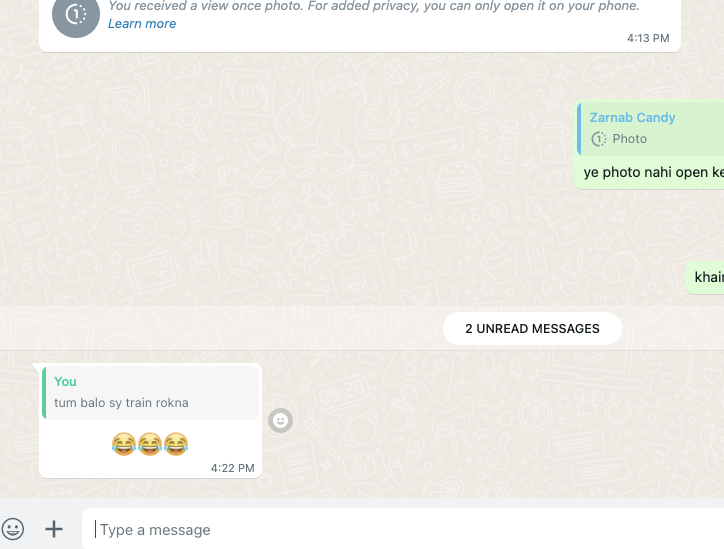 You received a view once photo. For added privacy, you can only open it on your phone.
Learn more
4:13 PM
Zarnab Candy
Photo
ye photo nahi open
khair
2 UNREAD MESSAGES
You
tum balo sy train rokna
😂😂😂
4:22 PM
Type a message